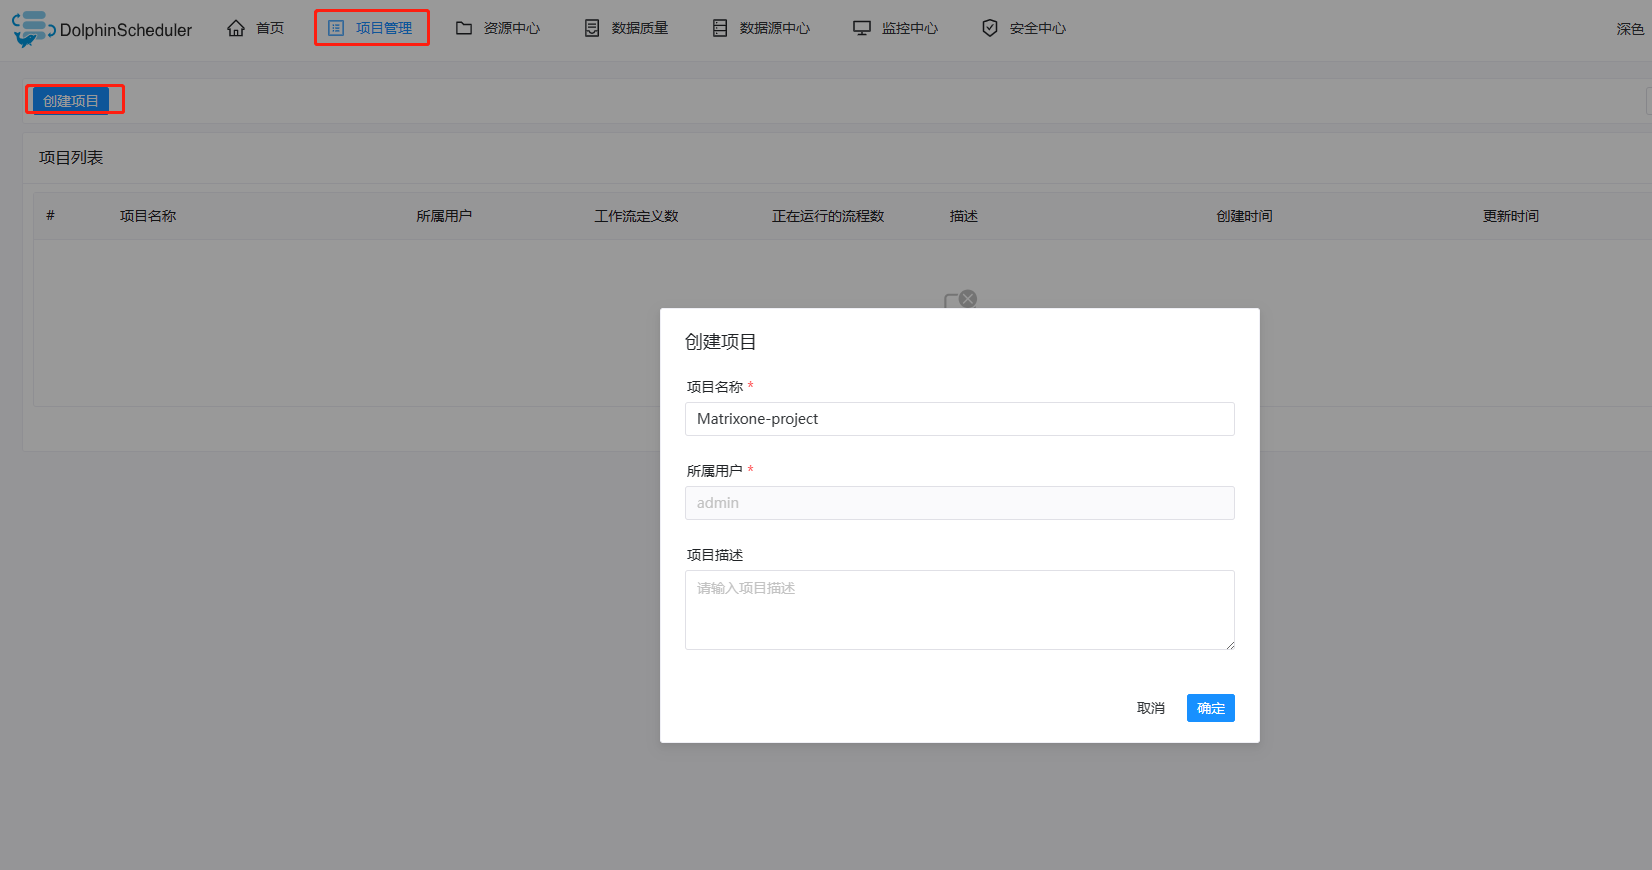 DolphinScheduler 首页 项目管理 资源中心 数据质量 数据源中心 监控中心 安全中心 深色
创建项目
项目列表
# 项目名称 所属用户 工作流定义数 正在运行的流程数 描述 创建时间 更新时间
创建项目
项目名称 *
Matrixone-project
所属用户 *
admin
项目描述
请输入项目描述
取消 确定